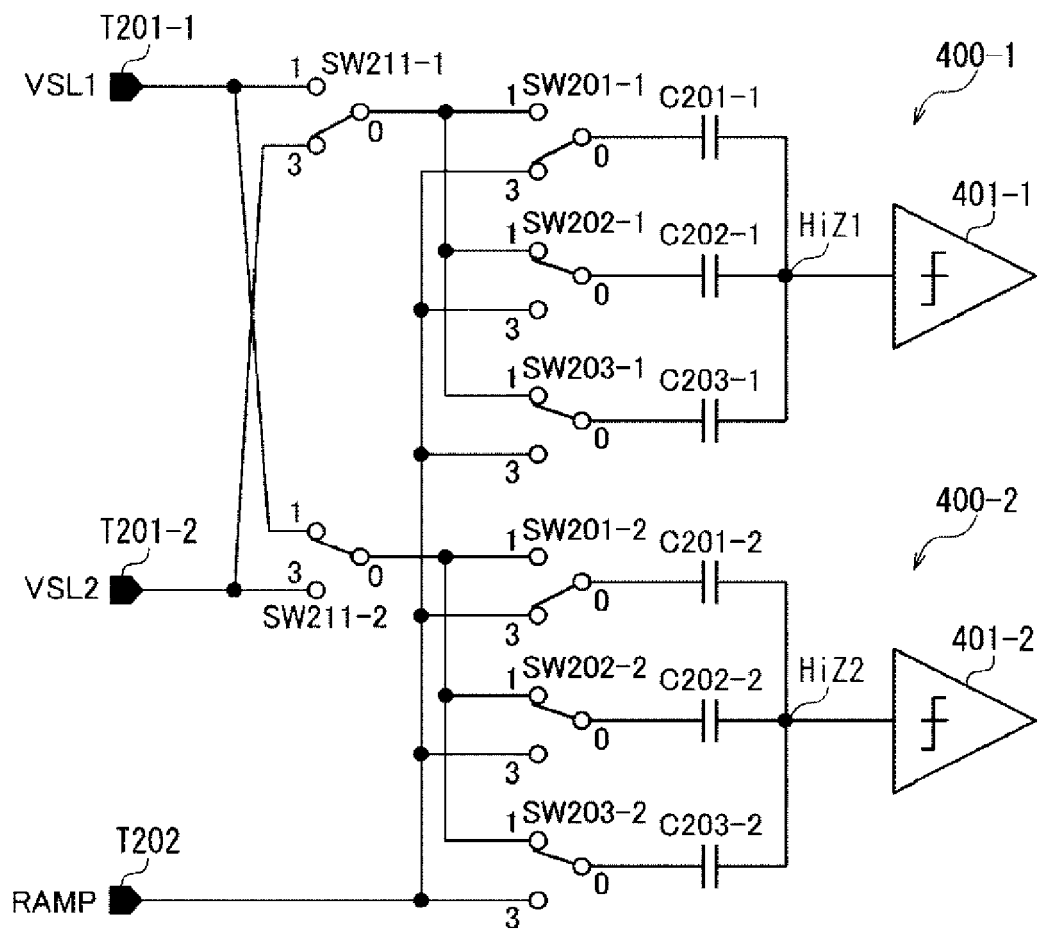 T201-1
VSL1
1 SW211-1
0
3
1 SW201-1
C201-1
0
3
400-1
401-1
HiZ1
1 SW202-1
C202-1
0
3
1 SW203-1
C203-1
0
3
T201-2
VSL2
1
0
3
SW211-2
1 SW201-2
C201-2
0
3
400-2
401-2
HiZ2
1 SW202-2
C202-2
0
3
1 SW203-2
C203-2
0
3
T202
RAMP